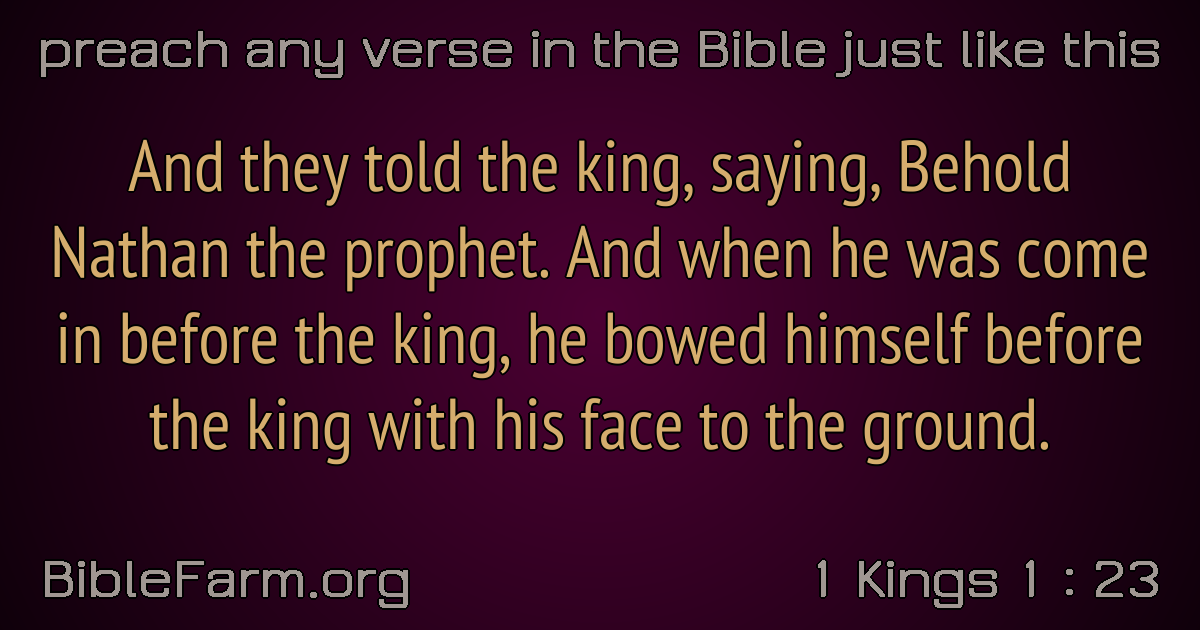 preach any verse in the Bible just like this
And they told the king, saying, Behold
Nathan the prophet. And when he was come
in before the king, he bowed himself before
the king with his face to the ground.
BibleFarm.org
1 Kings 1 : 23